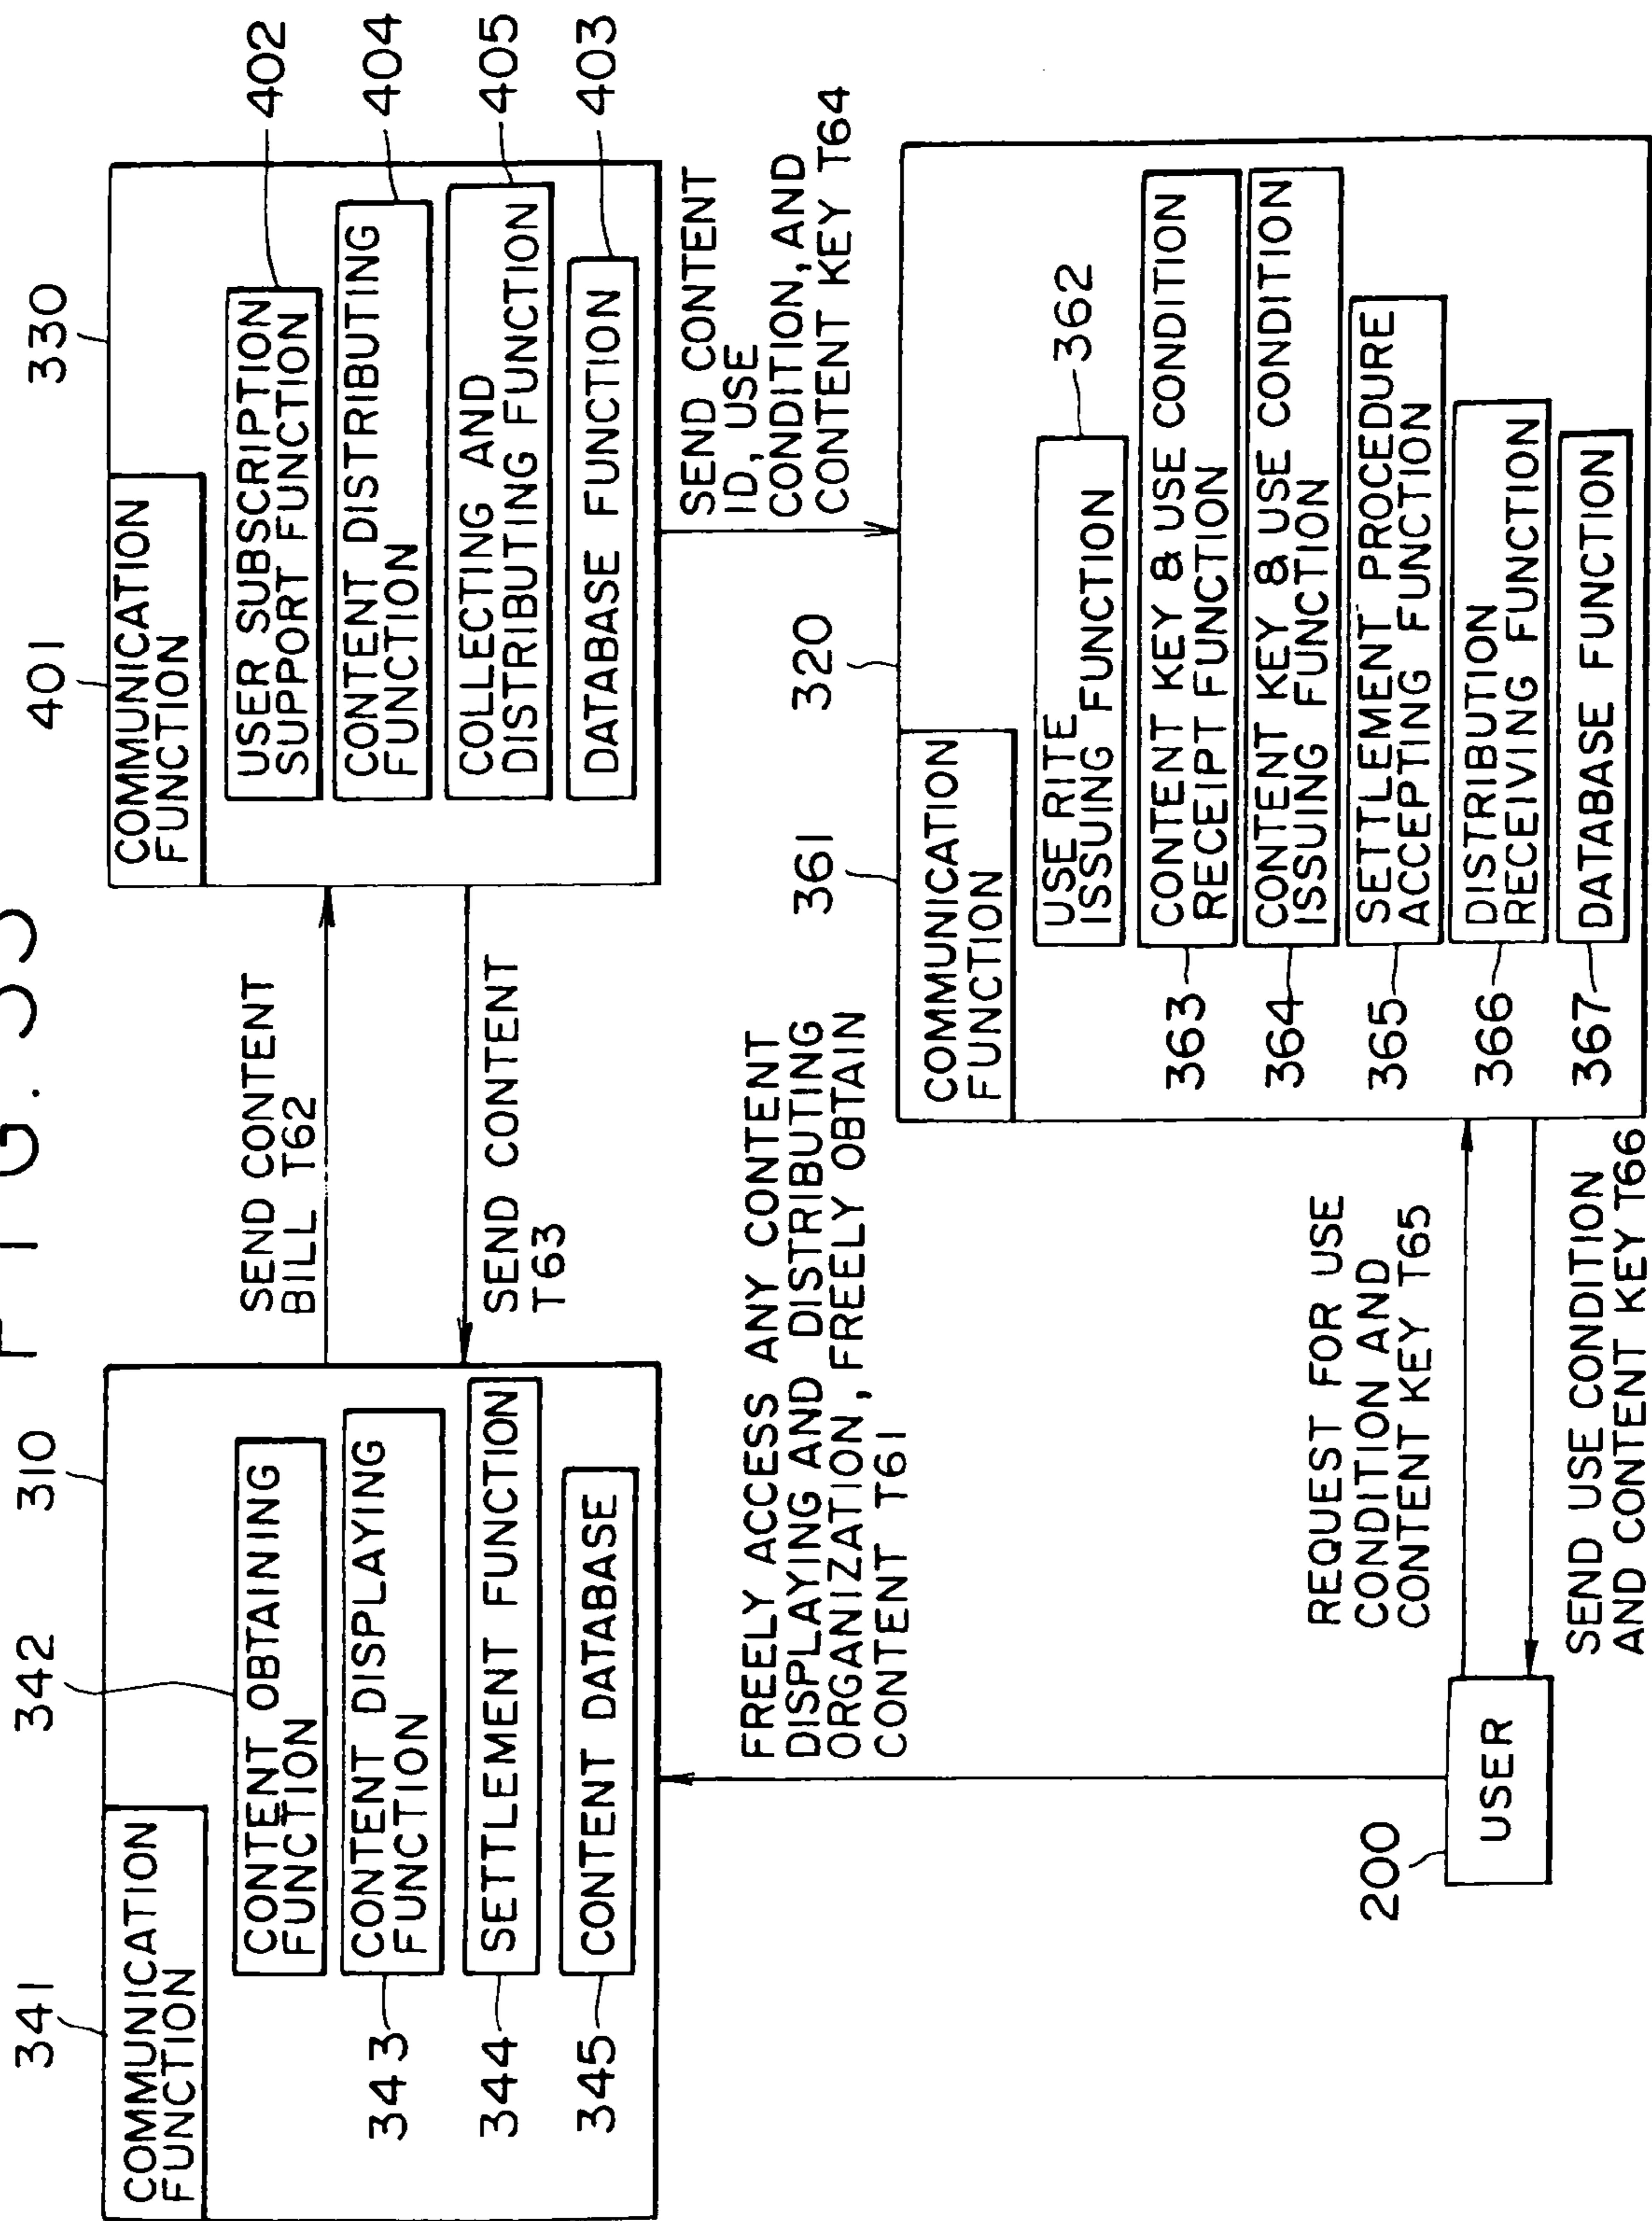 FIG. 35
341
342
310
COMMUNICATION
FUNCTION
CONTENT OBTAINING
FUNCTION
343
CONTENT DISPLAYING
FUNCTION
344
SETTLEMENT FUNCTION
345
CONTENT DATABASE
SEND CONTENT
BILL T62
SEND CONTENT
T63
401
330
COMMUNICATION
FUNCTION
USER SUBSCRIPTION
SUPPORT FUNCTION
402
CONTENT DISTRIBUTING
FUNCTION
404
COLLECTING AND
DISTRIBUTING FUNCTION
405
DATABASE FUNCTION
403
FREELY ACCESS ANY CONTENT
DISPLAYING AND DISTRIBUTING
ORGANIZATION, FREELY OBTAIN
CONTENT T61
SEND CONTENT
ID, USE
CONDITION, AND
CONTENT KEY T64
361
320
COMMUNICATION
FUNCTION
USE RITE
ISSUING FUNCTION
362
363
CONTENT KEY & USE CONDITION
RECEIPT FUNCTION
364
CONTENT KEY & USE CONDITION
ISSUING FUNCTION
365
SETTLEMENT PROCEDURE
ACCEPTING FUNCTION
366
DISTRIBUTION
RECEIVING FUNCTION
367
DATABASE FUNCTION
REQUEST FOR USE
CONDITION AND
CONTENT KEY T65
200
USER
SEND USE CONDITION
AND CONTENT KEY T66